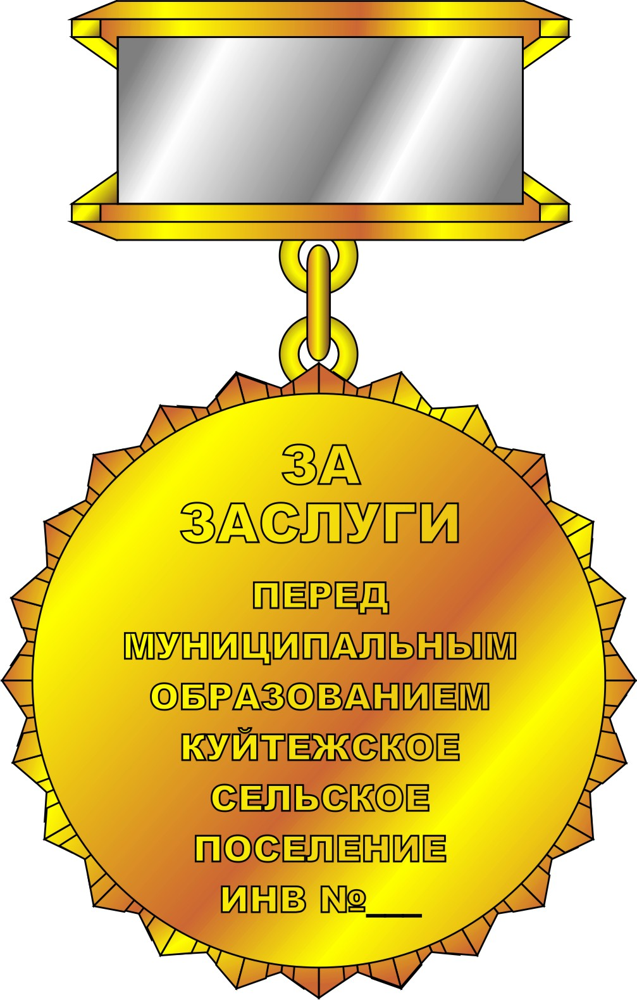 ЗА
ЗАСЛУГИ
ПЕРЕД
МУНИЦИПАЛЬНЫМ
ОБРАЗОВАНИЕМ
КУЙТЕЖСКОЕ
СЕЛЬСКОЕ
ПОСЕЛЕНИЕ
ИНВ №___